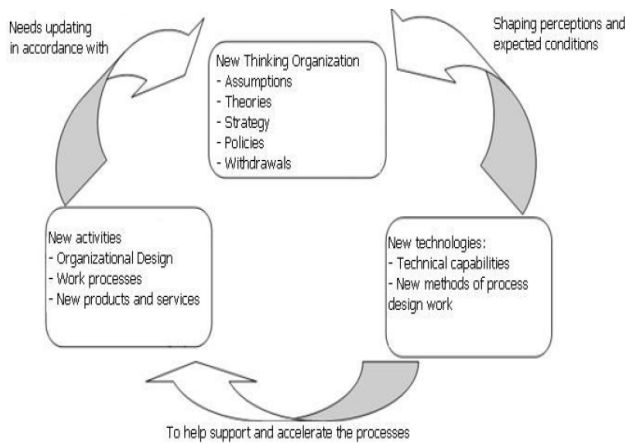 Needs updating
in accordance with
Shaping perceptions and
expected conditions
New Thinking Organization
- Assumptions
- Theories
- Strategy
- Policies
- Withdrawals
New activities
- Organizational Design
- Work processes
- New products and services
New technologies:
- Technical capabilities
- New methods of process
design work
To help support and accelerate the processes